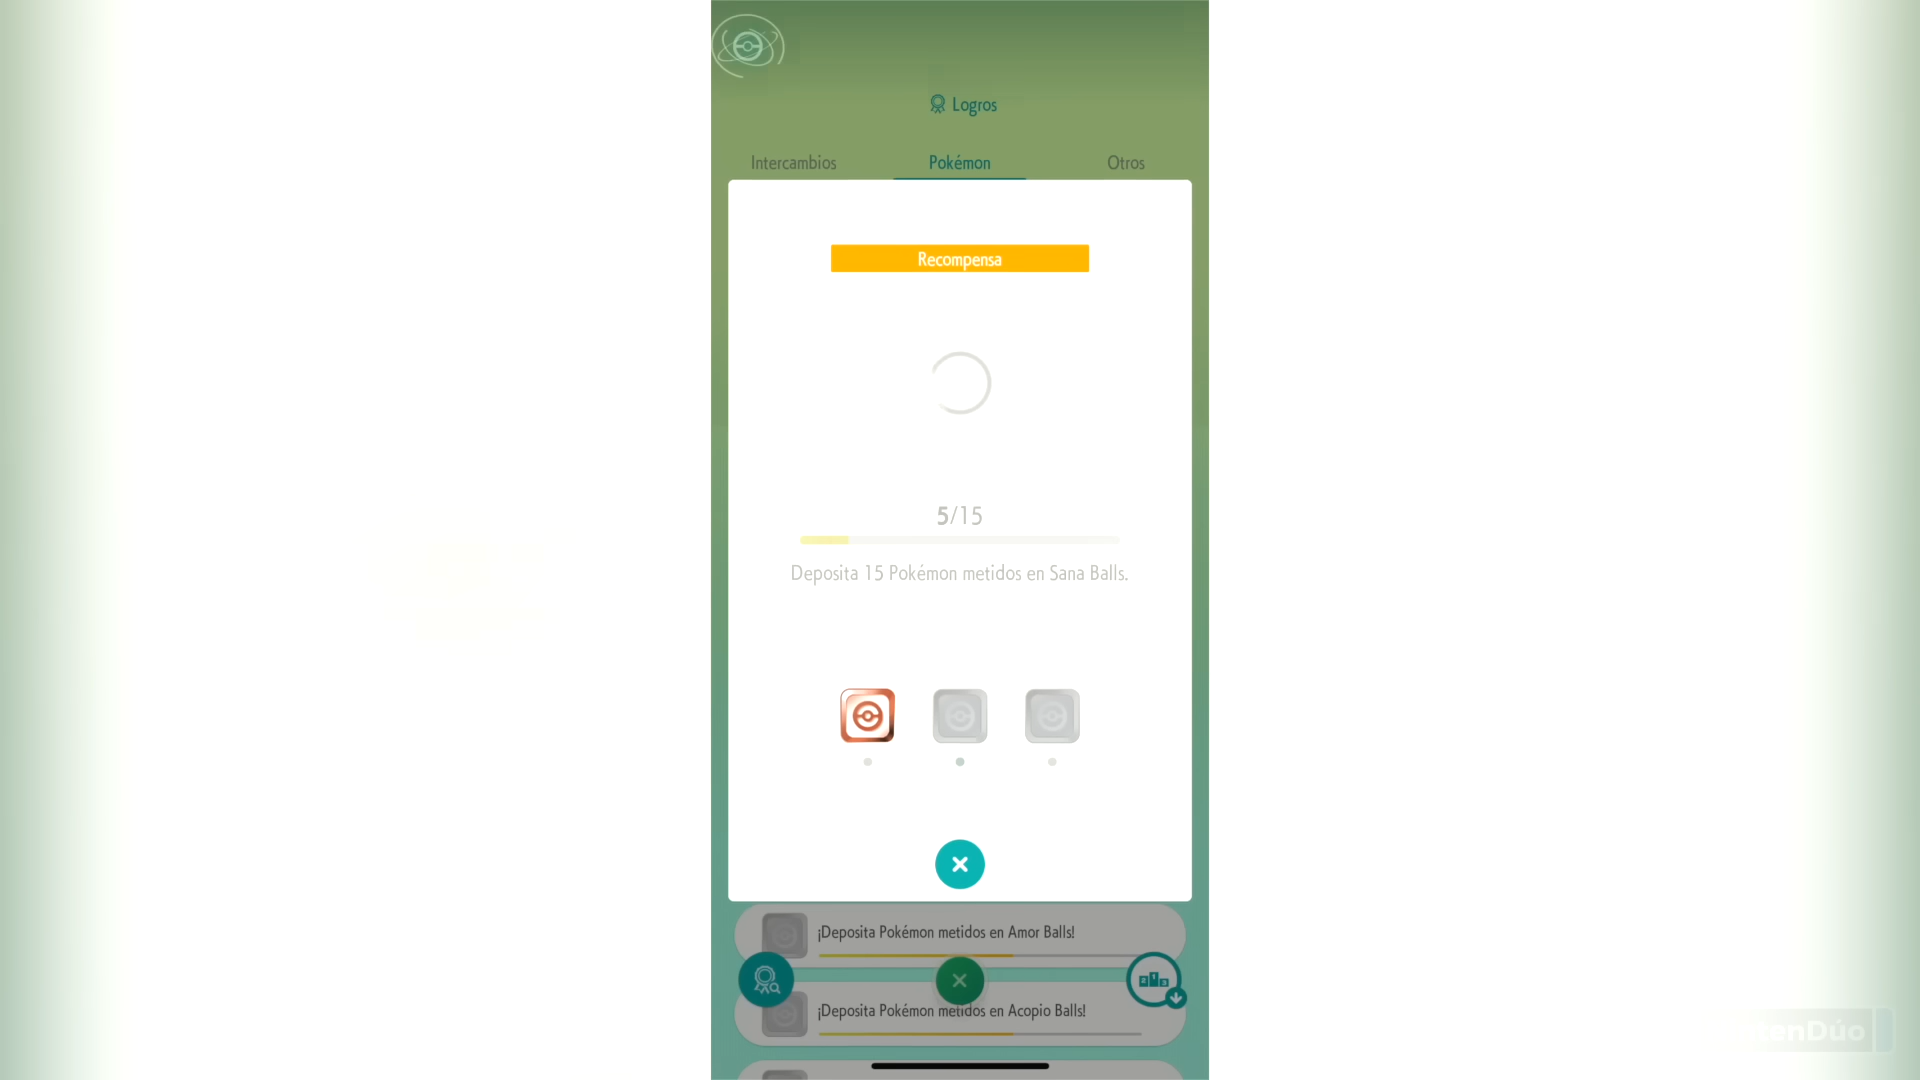 Logros
Intercambios
Pokémon
Otros
Recompensa
5/15
Deposita 15 Pokémon metidos en Sana Balls.
¡Deposita Pokémon metidos en Amor Balls!
¡Deposita Pokémon metidos en Acopio Balls!